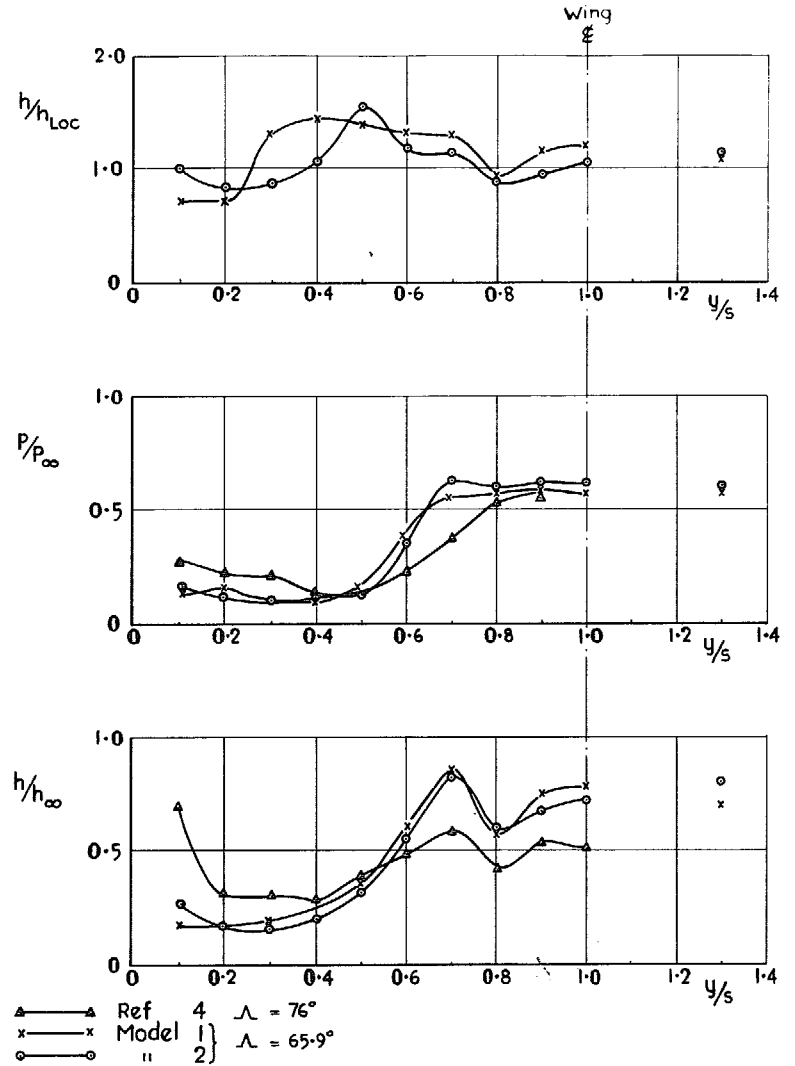 Wing
℄
2·0
h/hLOC
1·0
0
0 0·2 0·4 0·6 0·8 1·0 1·2 1·4
y/s
1·0
P/P∞
0·5
0
0 0·2 0·4 0·6 0·8 1·0 1·2 1·4
y/s
1·0
h/h∞
0·5
0
0 0·2 0·4 0·6 0·8 1·0 1·2 1·4
y/s
Ref 4 Λ = 76°
Model 1 } Λ = 65·9°
" 2